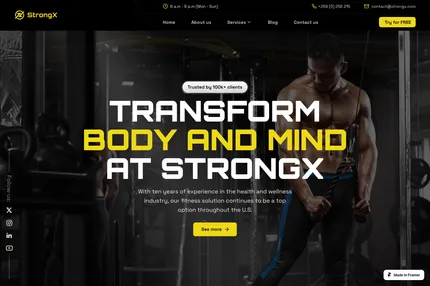 StrongX
6 a.m - 9 p.m (Mon - Sun)
+259 (0) 256 215
contact@strongx.com
Home
About us
Services
Blog
Contact us
Try for FREE
Trusted by 100k+ clients
TRANSFORM
BODY AND MIND
AT STRONGX
With ten years of experience in the health and wellness
industry, our fitness solution continues to be a top
option throughout the U.S.
See more
Follow us:
Made in Framer